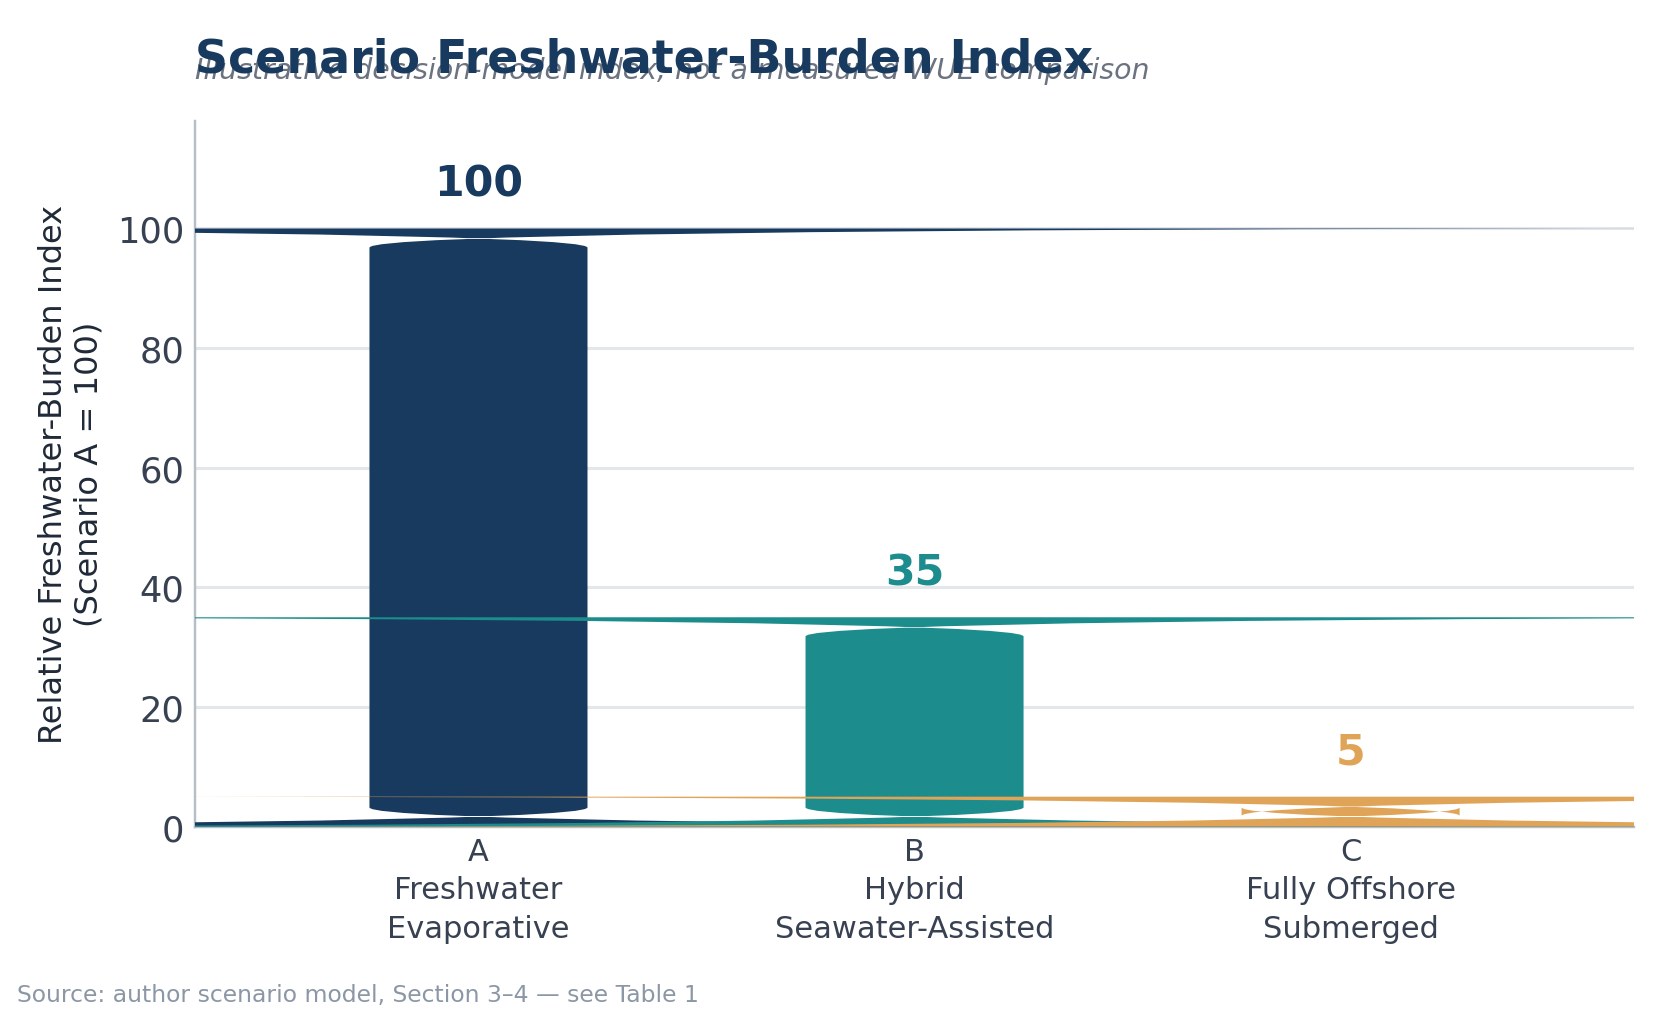 Scenario Freshwater-Burden Index
Illustrative decision-model index, not a measured WUE comparison
Relative Freshwater-Burden Index
(Scenario A = 100)
100
80
60
40
20
0
100
35
5
A
Freshwater
Evaporative
B
Hybrid
Seawater-Assisted
C
Fully Offshore
Submerged
Source: author scenario model, Section 3–4 — see Table 1